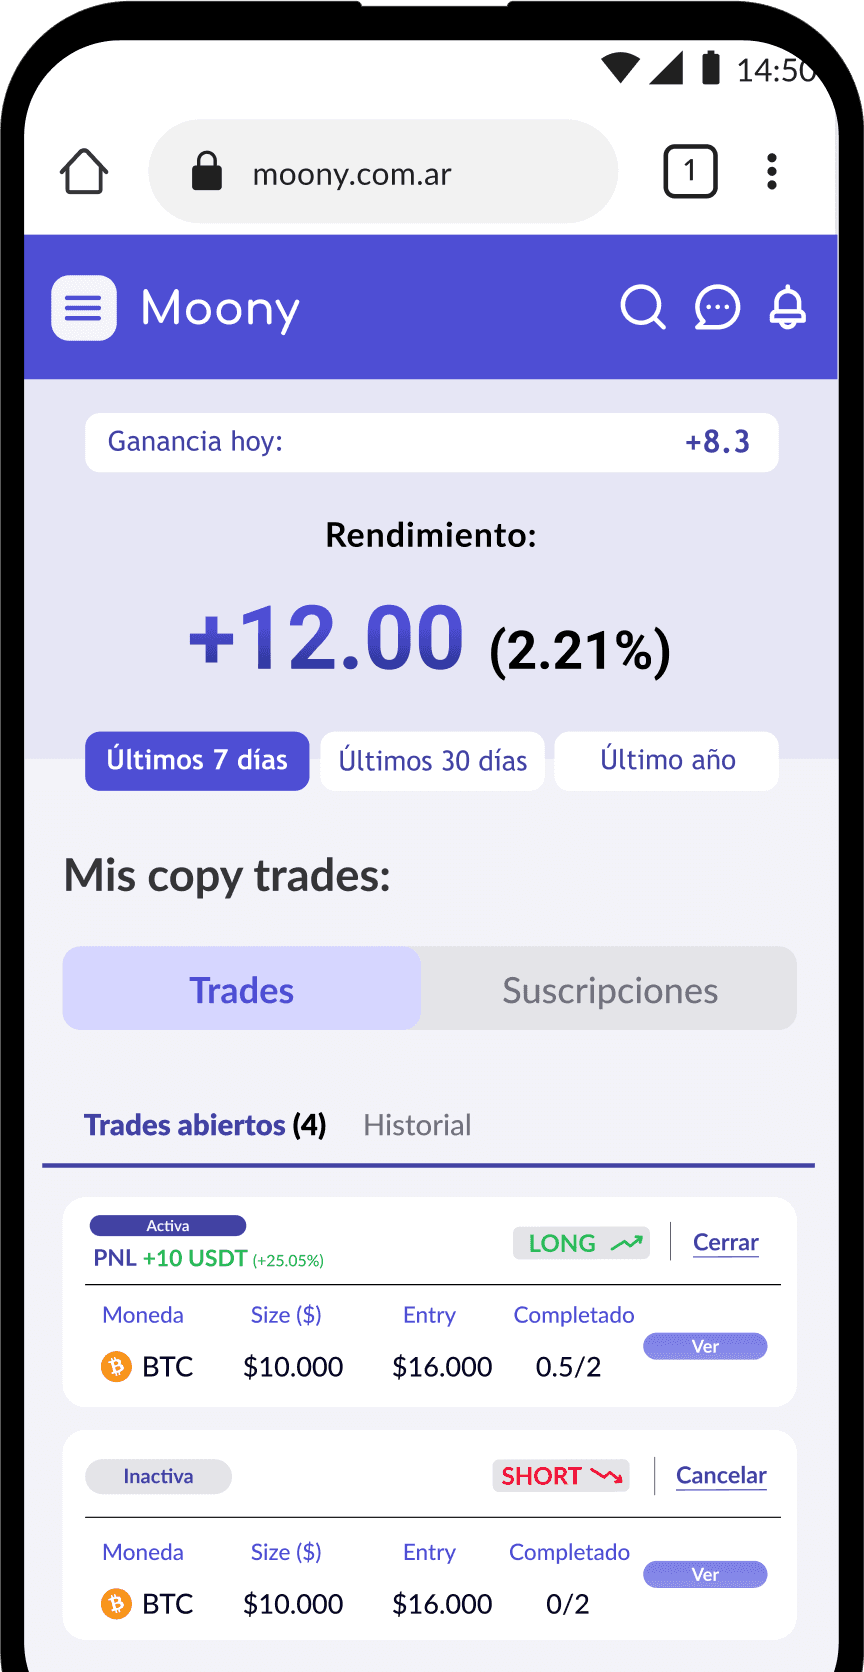 14:50
moony.com.ar
1
Moony
Ganancia hoy: +8.3
Rendimiento:
+12.00 (2.21%)
Últimos 7 días Últimos 30 días Último año
Mis copy trades:
Trades Suscripciones
Trades abiertos (4) Historial
Activa
PNL +10 USDT (+25.05%) LONG Cerrar
Moneda Size ($) Entry Completado
Ver
BTC $10.000 $16.000 0.5/2
Inactiva SHORT Cancelar
Moneda Size ($) Entry Completado
Ver
BTC $10.000 $16.000 0/2